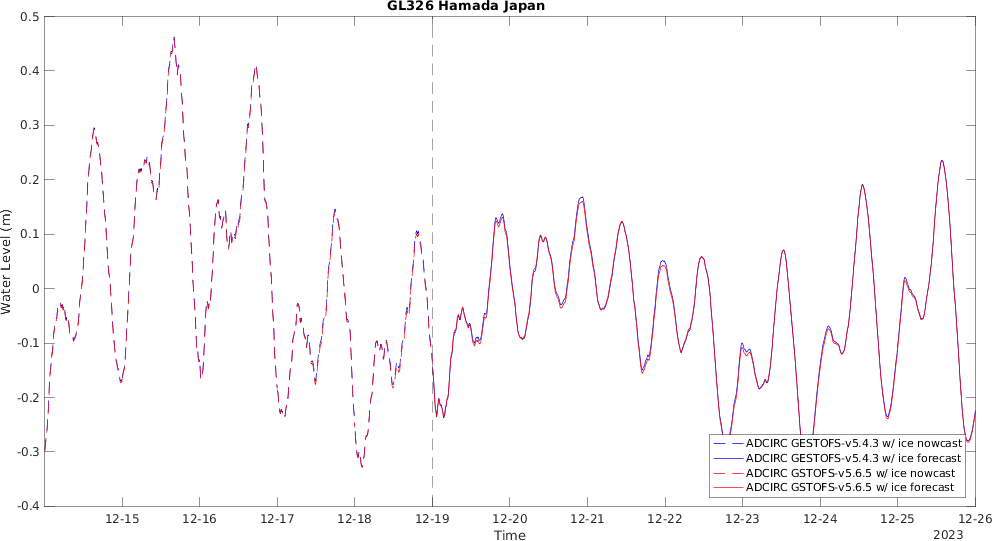 GL326 Hamada Japan
0.5
0.4
0.3
0.2
0.1
0
-0.1
-0.2
-0.3
-0.4
Water Level (m)
ADCIRC GESTOFS-v5.4.3 w/ ice nowcast
ADCIRC GESTOFS-v5.4.3 w/ ice forecast
ADCIRC GSTOFS-v5.6.5 w/ ice nowcast
ADCIRC GSTOFS-v5.6.5 w/ ice forecast
12-15 12-16 12-17 12-18 12-19 12-20 12-21 12-22 12-23 12-24 12-25 12-26
Time
2023